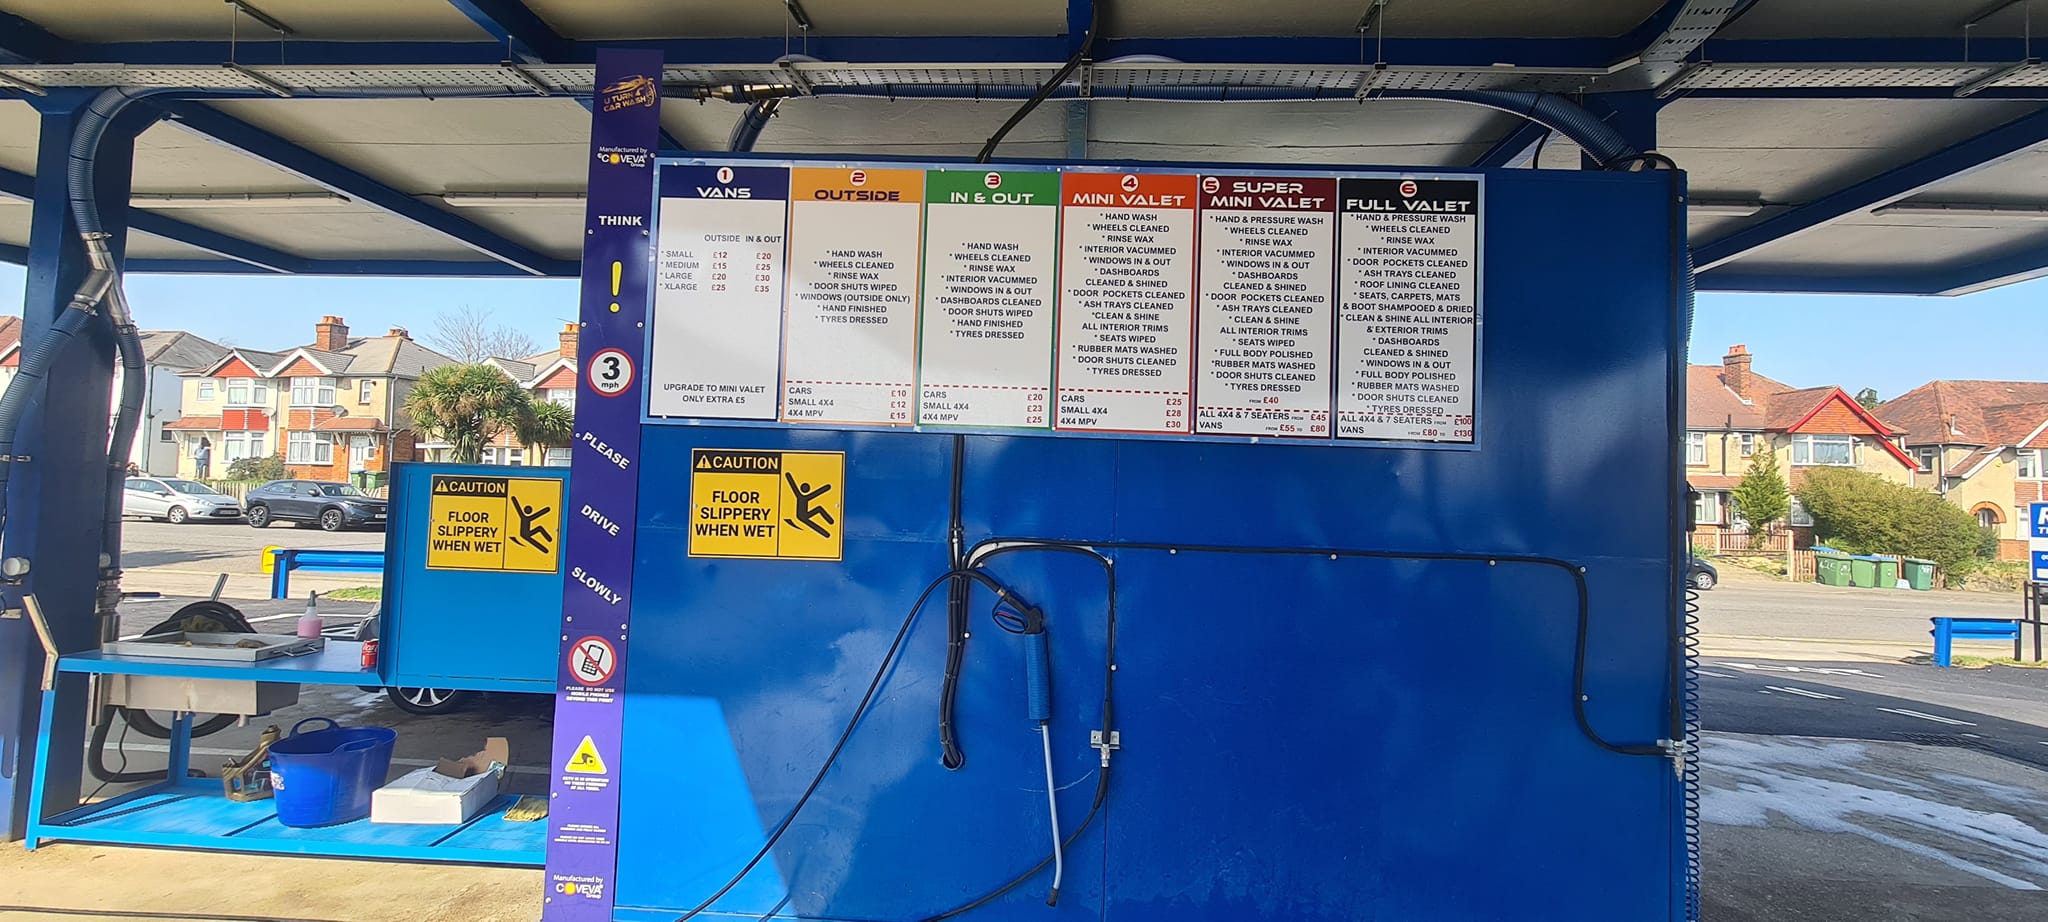 U TURN 4
CAR WASH
Manufactured by
COVEVA
Group
THINK
!
3
mph
PLEASE
DRIVE
SLOWLY
PLEASE DO NOT USE
MOBILE PHONES
BEYOND THIS POINT
CCTV IS IN OPERATION
AT ALL TIMES
Manufactured by
COVEVA
Group
1
VANS
OUTSIDE IN & OUT
* SMALL £12 £20
* MEDIUM £15 £25
* LARGE £20 £30
* XLARGE £25 £35
UPGRADE TO MINI VALET
ONLY EXTRA £5
2
OUTSIDE
* HAND WASH
* WHEELS CLEANED
* RINSE WAX
* DOOR SHUTS WIPED
* WINDOWS (OUTSIDE ONLY)
* HAND FINISHED
* TYRES DRESSED
CARS £10
SMALL 4X4 £12
4X4 MPV £15
3
IN & OUT
* HAND WASH
* WHEELS CLEANED
* RINSE WAX
* INTERIOR VACUMMED
* WINDOWS IN & OUT
* DASHBOARDS CLEANED
* DOOR SHUTS WIPED
* HAND FINISHED
* TYRES DRESSED
CARS £20
SMALL 4X4 £23
4X4 MPV £25
4
MINI VALET
* HAND WASH
* WHEELS CLEANED
* RINSE WAX
* INTERIOR VACUMMED
* WINDOWS IN & OUT
* DASHBOARDS
CLEANED & SHINED
* DOOR POCKETS CLEANED
* ASH TRAYS CLEANED
*CLEAN & SHINE
ALL INTERIOR TRIMS
* SEATS WIPED
* RUBBER MATS WASHED
* DOOR SHUTS CLEANED
* TYRES DRESSED
CARS £25
SMALL 4X4 £28
4X4 MPV £30
5
SUPER
MINI VALET
* HAND & PRESSURE WASH
* WHEELS CLEANED
* RINSE WAX
* INTERIOR VACUMMED
* WINDOWS IN & OUT
* DASHBOARDS
CLEANED & SHINED
* DOOR POCKETS CLEANED
* ASH TRAYS CLEANED
* CLEAN & SHINE
ALL INTERIOR TRIMS
* SEATS WIPED
* FULL BODY POLISHED
*RUBBER MATS WASHED
* DOOR SHUTS CLEANED
* TYRES DRESSED
FROM £40
ALL 4X4 & 7 SEATERS FROM £45
VANS FROM £55 TO £80
6
FULL VALET
* HAND & PRESSURE WASH
* WHEELS CLEANED
* RINSE WAX
* INTERIOR VACUMMED
* DOOR POCKETS CLEANED
* ASH TRAYS CLEANED
* ROOF LINING CLEANED
* SEATS, CARPETS, MATS
& BOOT SHAMPOOED & DRIED
* CLEAN & SHINE ALL INTERIOR
& EXTERIOR TRIMS
* DASHBOARDS
CLEANED & SHINED
* WINDOWS IN & OUT
* FULL BODY POLISHED
* RUBBER MATS WASHED
* DOOR SHUTS CLEANED
* TYRES DRESSED
ALL 4X4 & 7 SEATERS FROM £100
VANS FROM £80 TO £130
CAUTION
FLOOR
SLIPPERY
WHEN WET
CAUTION
FLOOR
SLIPPERY
WHEN WET